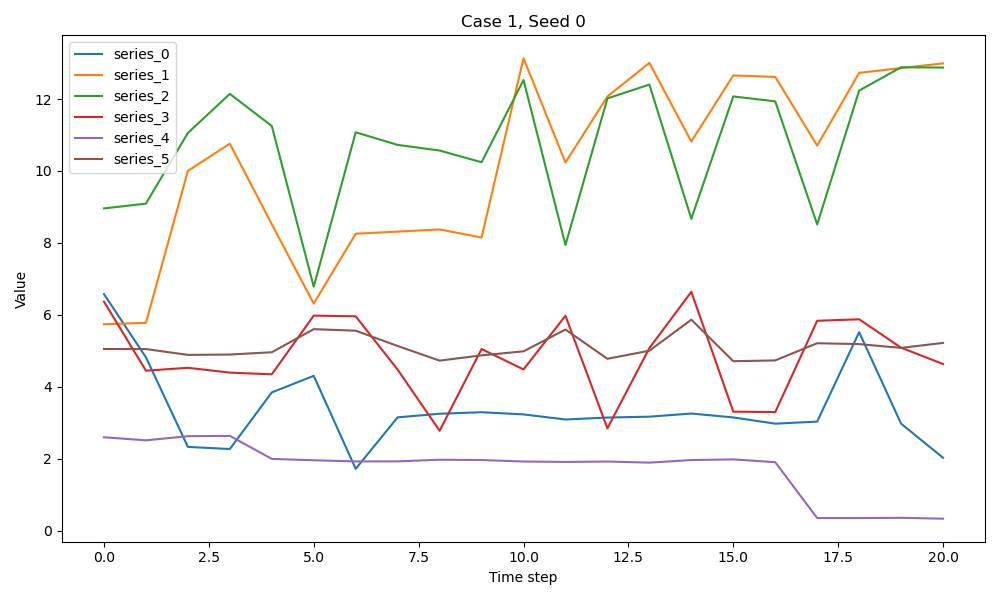 Case 1, Seed 0
series_0
series_1
series_2
series_3
series_4
series_5
Value
12
10
8
6
4
2
0
0.0 2.5 5.0 7.5 10.0 12.5 15.0 17.5 20.0
Time step